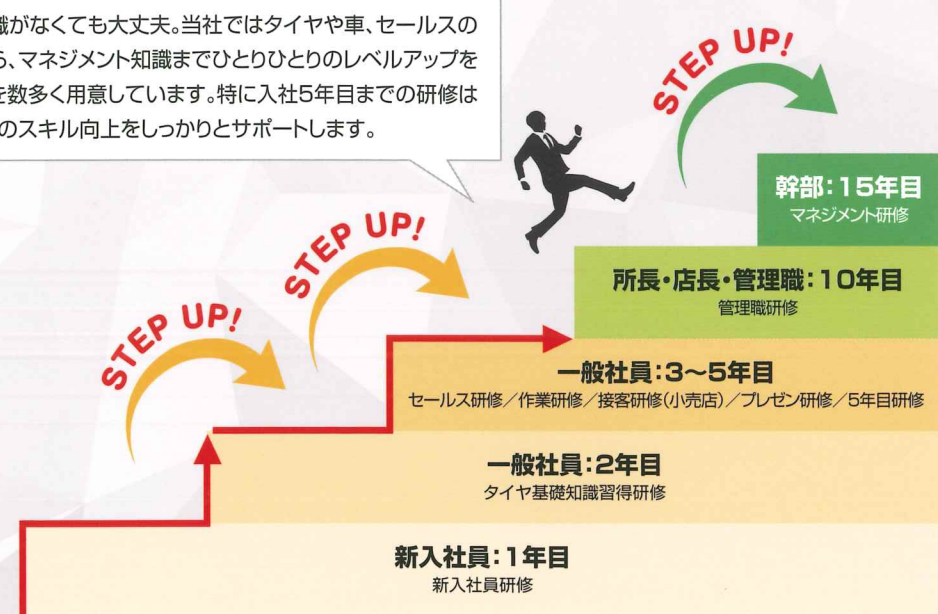 識がなくても大丈夫。当社ではタイヤや車、セールスの
ら、マネジメント知識までひとりひとりのレベルアップを
を数多く用意しています。特に入社5年目までの研修は
のスキル向上をしっかりとサポートします。
STEP UP!
幹部：15年目
マネジメント研修
STEP UP!
所長・店長・管理職：10年目
管理職研修
STEP UP!
一般社員：3～5年目
セールス研修／作業研修／接客研修(小売店)／プレゼン研修／5年目研修
一般社員：2年目
タイヤ基礎知識習得研修
新入社員：1年目
新入社員研修